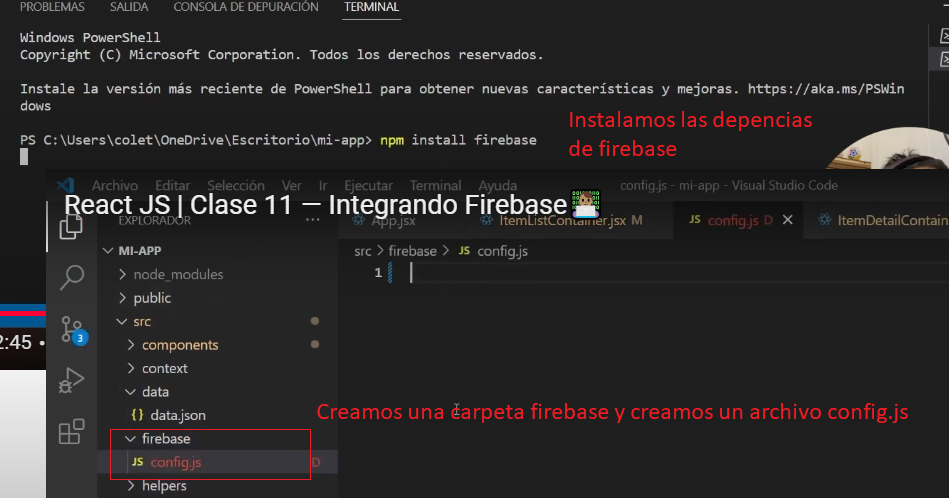 PROBLEMAS SALIDA CONSOLA DE DEPURACIÓN TERMINAL
Windows PowerShell
Copyright (C) Microsoft Corporation. Todos los derechos reservados.
Instale la versión más reciente de PowerShell para obtener nuevas características y mejoras. https://aka.ms/PSWin
dows
PS C:\Users\colet\OneDrive\Escritorio\mi-app> npm install firebase
Instalamos las depencias
de firebase
Archivo Editar Selección Ver Ir Ejecutar Terminal Ayuda config.js - mi-app - Visual Studio Code
React JS | Clase 11 — Integrando Firebase
EXPLORADOR ...
App.jsx ItemListContainer.jsx M JS config.js D ItemDetailContain
src > firebase > JS config.js
1
MI-APP
node_modules
public
src
components
context
data
{} data.json
firebase
JS config.js D
helpers
3
2:45 •
Creamos una carpeta firebase y creamos un archivo config.js